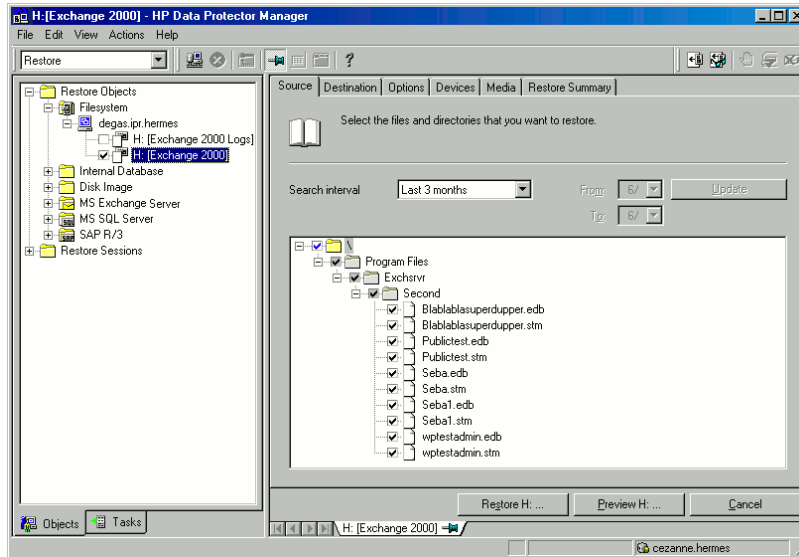 H:[Exchange 2000] - HP Data Protector Manager
File Edit View Actions Help
Restore
Restore Objects
Filesystem
degas.ipr.hermes
H: [Exchange 2000 Logs]
H: [Exchange 2000]
Internal Database
Disk Image
MS Exchange Server
MS SQL Server
SAP R/3
Restore Sessions
Objects Tasks
Source Destination Options Devices Media Restore Summary
Select the files and directories that you want to restore.
Search interval Last 3 months From: 6/ Update
To: 6/
\
Program Files
Exchsrvr
Second
Blablablasuperdupper.edb
Blablablasuperdupper.stm
Publictest.edb
Publictest.stm
Seba.edb
Seba.stm
Seba1.edb
Seba1.stm
wptestadmin.edb
wptestadmin.stm
Restore H: ... Preview H: ... Cancel
H: [Exchange 2000]
cezanne.hermes